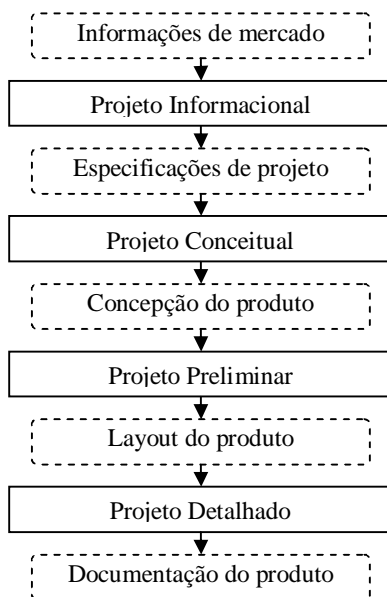 Informações de mercado
Projeto Informacional
Especificações de projeto
Projeto Conceitual
Concepção do produto
Projeto Preliminar
Layout do produto
Projeto Detalhado
Documentação do produto